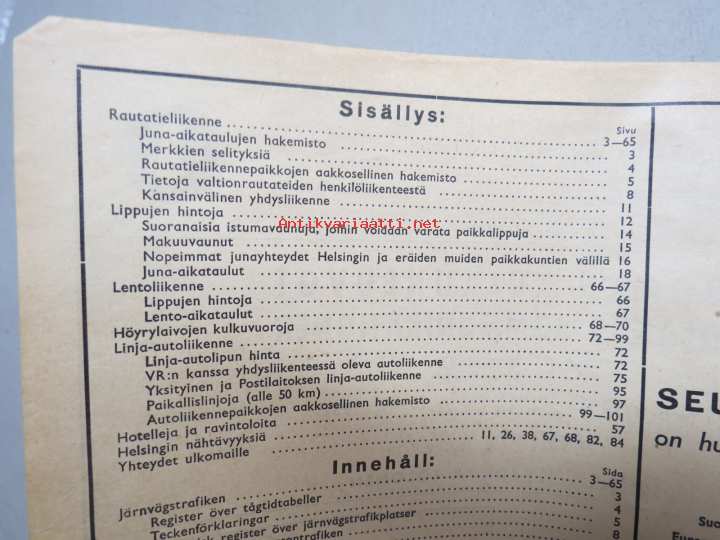 Sisällys:
Sivu
Rautatieliikenne 3—65
Juna-aikataulujen hakemisto 3
Merkkien selityksiä 4
Rautatieliikennepaikkojen aakkosellinen hakemisto 5
Tietoja valtionrautateiden henkilöliikenteestä 8
Kansainvälinen yhdysliikenne 11
Lippujen hintoja 12
Suoranaisia istumavaunuja, joihin voidaan varata paikkalippuja 14
Antikvariaatti.net
Makuuvaunut 15
Nopeimmat junayhteydet Helsingin ja eräiden muiden paikkakuntien välillä 16
Juna-aikataulut 18
Lentoliikenne 66—67
Lippujen hintoja 66
Lento-aikataulut 67
Höyrylaivojen kulkuvuoroja 68—70
Linja-autoliikenne 72—99
Linja-autolipun hinta 72
VR:n kanssa yhdysliikenteessä oleva autoliikenne 72
Yksityinen ja Postilaitoksen linja-autoliikenne 75
Paikallislinjoja (alle 50 km) 95
Autoliikennepaikkojen aakkosellinen hakemisto 97
Hotelleja ja ravintoloita 99—101
Helsingin nähtävyyksiä 57
Yhteydet ulkomaille 11, 26, 38, 67, 68, 82, 84
Innehåll:
Sida
Järnvägstrafiken 3—65
Register över tågtidtabeller 3
Teckenförklaringar 4
register över järnvägstrafikplatser 5
8
SEU
on hu
Suo